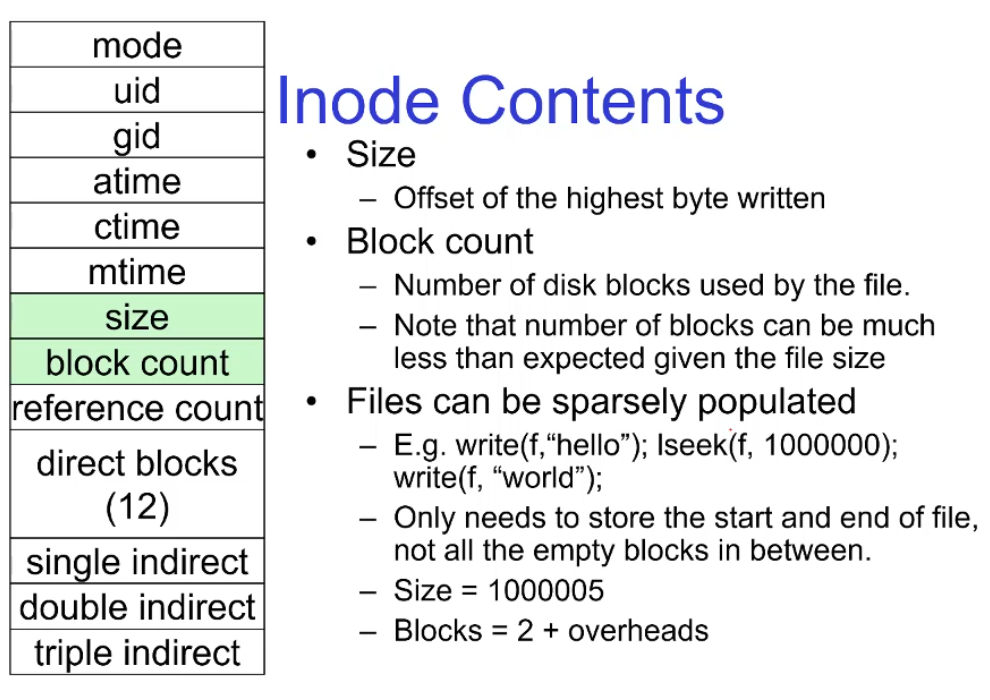 mode
uid
gid
atime
ctime
mtime
size
block count
reference count
direct blocks
(12)
single indirect
double indirect
triple indirect
Inode Contents
• Size
– Offset of the highest byte written
• Block count
– Number of disk blocks used by the file.
– Note that number of blocks can be much
less than expected given the file size
• Files can be sparsely populated
– E.g. write(f,“hello”); lseek(f, 1000000);
write(f, “world”);
– Only needs to store the start and end of file,
not all the empty blocks in between.
– Size = 1000005
– Blocks = 2 + overheads